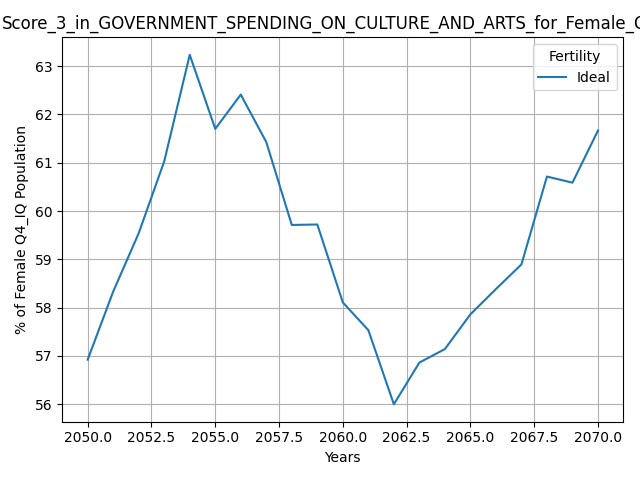 Score_3_in_GOVERNMENT_SPENDING_ON_CULTURE_AND_ARTS_for_Female_
Fertility
Ideal
63
62
61
60
59
58
57
56
% of Female Q4_IQ Population
2050.0 2052.5 2055.0 2057.5 2060.0 2062.5 2065.0 2067.5 2070.0
Years